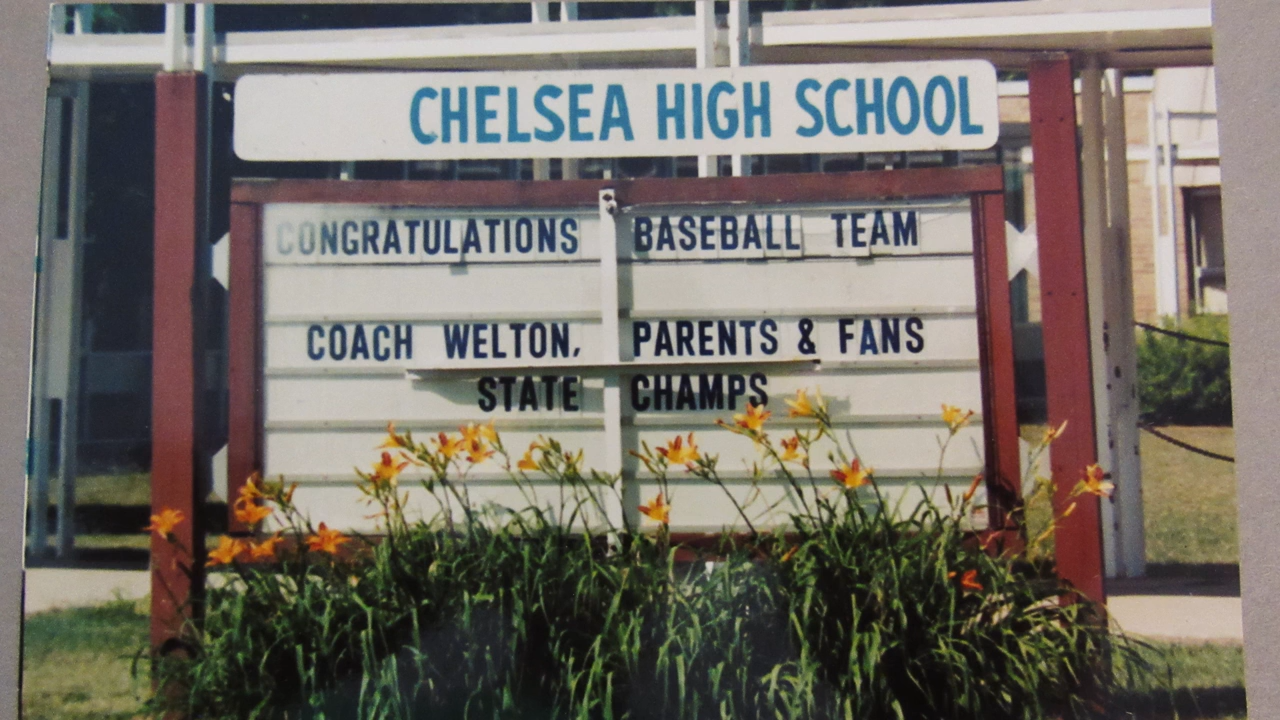 CHELSEA HIGH SCHOOL
CONGRATULATIONS BASEBALL TEAM
COACH WELTON, PARENTS & FANS
STATE CHAMPS